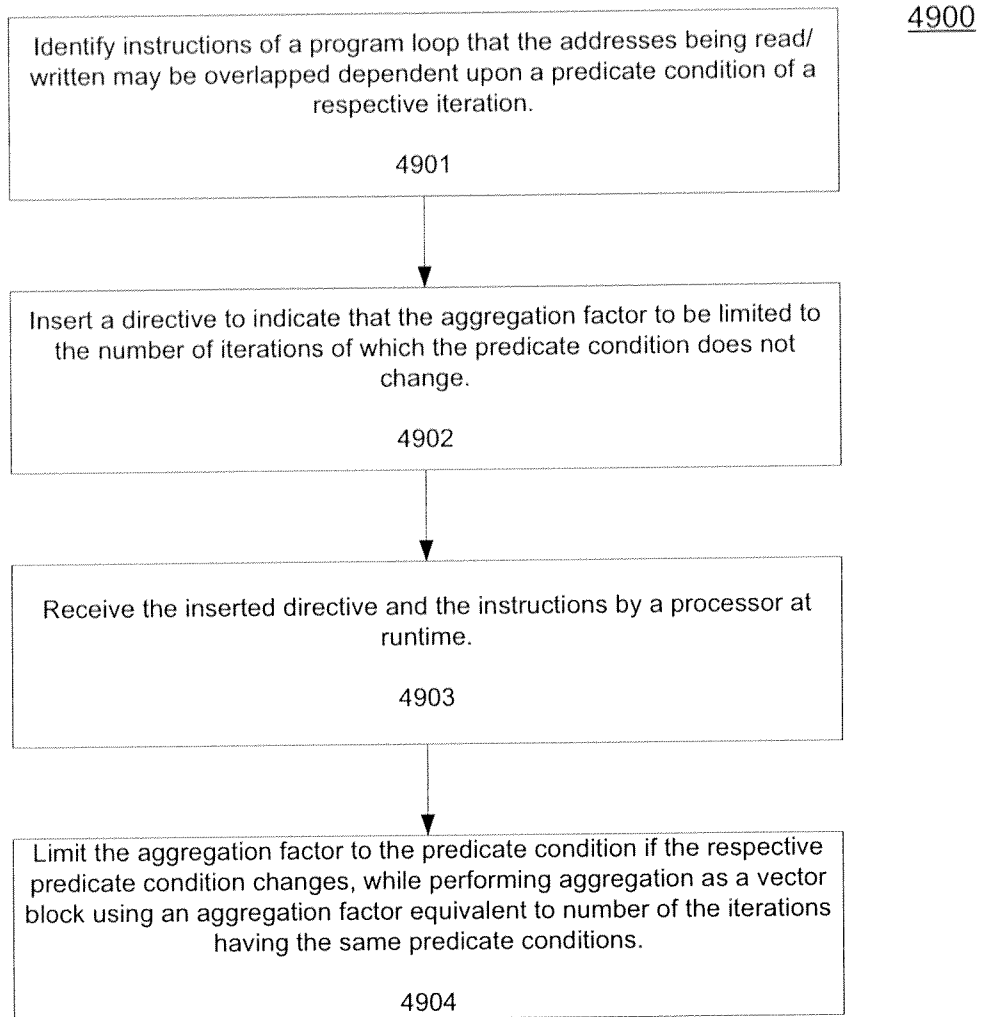 4900
Identify instructions of a program loop that the addresses being read/
written may be overlapped dependent upon a predicate condition of a
respective iteration.
4901
Insert a directive to indicate that the aggregation factor to be limited to
the number of iterations of which the predicate condition does not
change.
4902
Receive the inserted directive and the instructions by a processor at
runtime.
4903
Limit the aggregation factor to the predicate condition if the respective
predicate condition changes, while performing aggregation as a vector
block using an aggregation factor equivalent to number of the iterations
having the same predicate conditions.
4904